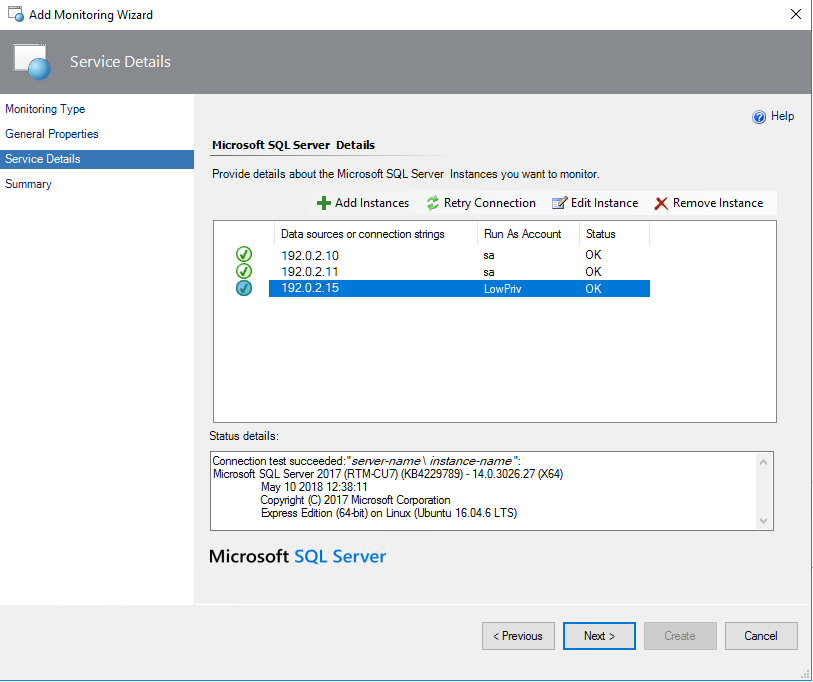 Add Monitoring Wizard
Service Details
Monitoring Type
General Properties
Service Details
Summary
Help
Microsoft SQL Server Details
Provide details about the Microsoft SQL Server Instances you want to monitor.
Add Instances Retry Connection Edit Instance Remove Instance
Data sources or connection strings Run As Account Status
192.0.2.10 sa OK
192.0.2.11 sa OK
192.0.2.15 LowPriv OK
Status details:
Connection test succeeded:"server-name\ instance-name":
Microsoft SQL Server 2017 (RTM-CU7) (KB4229789) - 14.0.3026.27 (X64)
May 10 2018 12:38:11
Copyright (C) 2017 Microsoft Corporation
Express Edition (64-bit) on Linux (Ubuntu 16.04.6 LTS)
Microsoft SQL Server
< Previous Next > Create Cancel